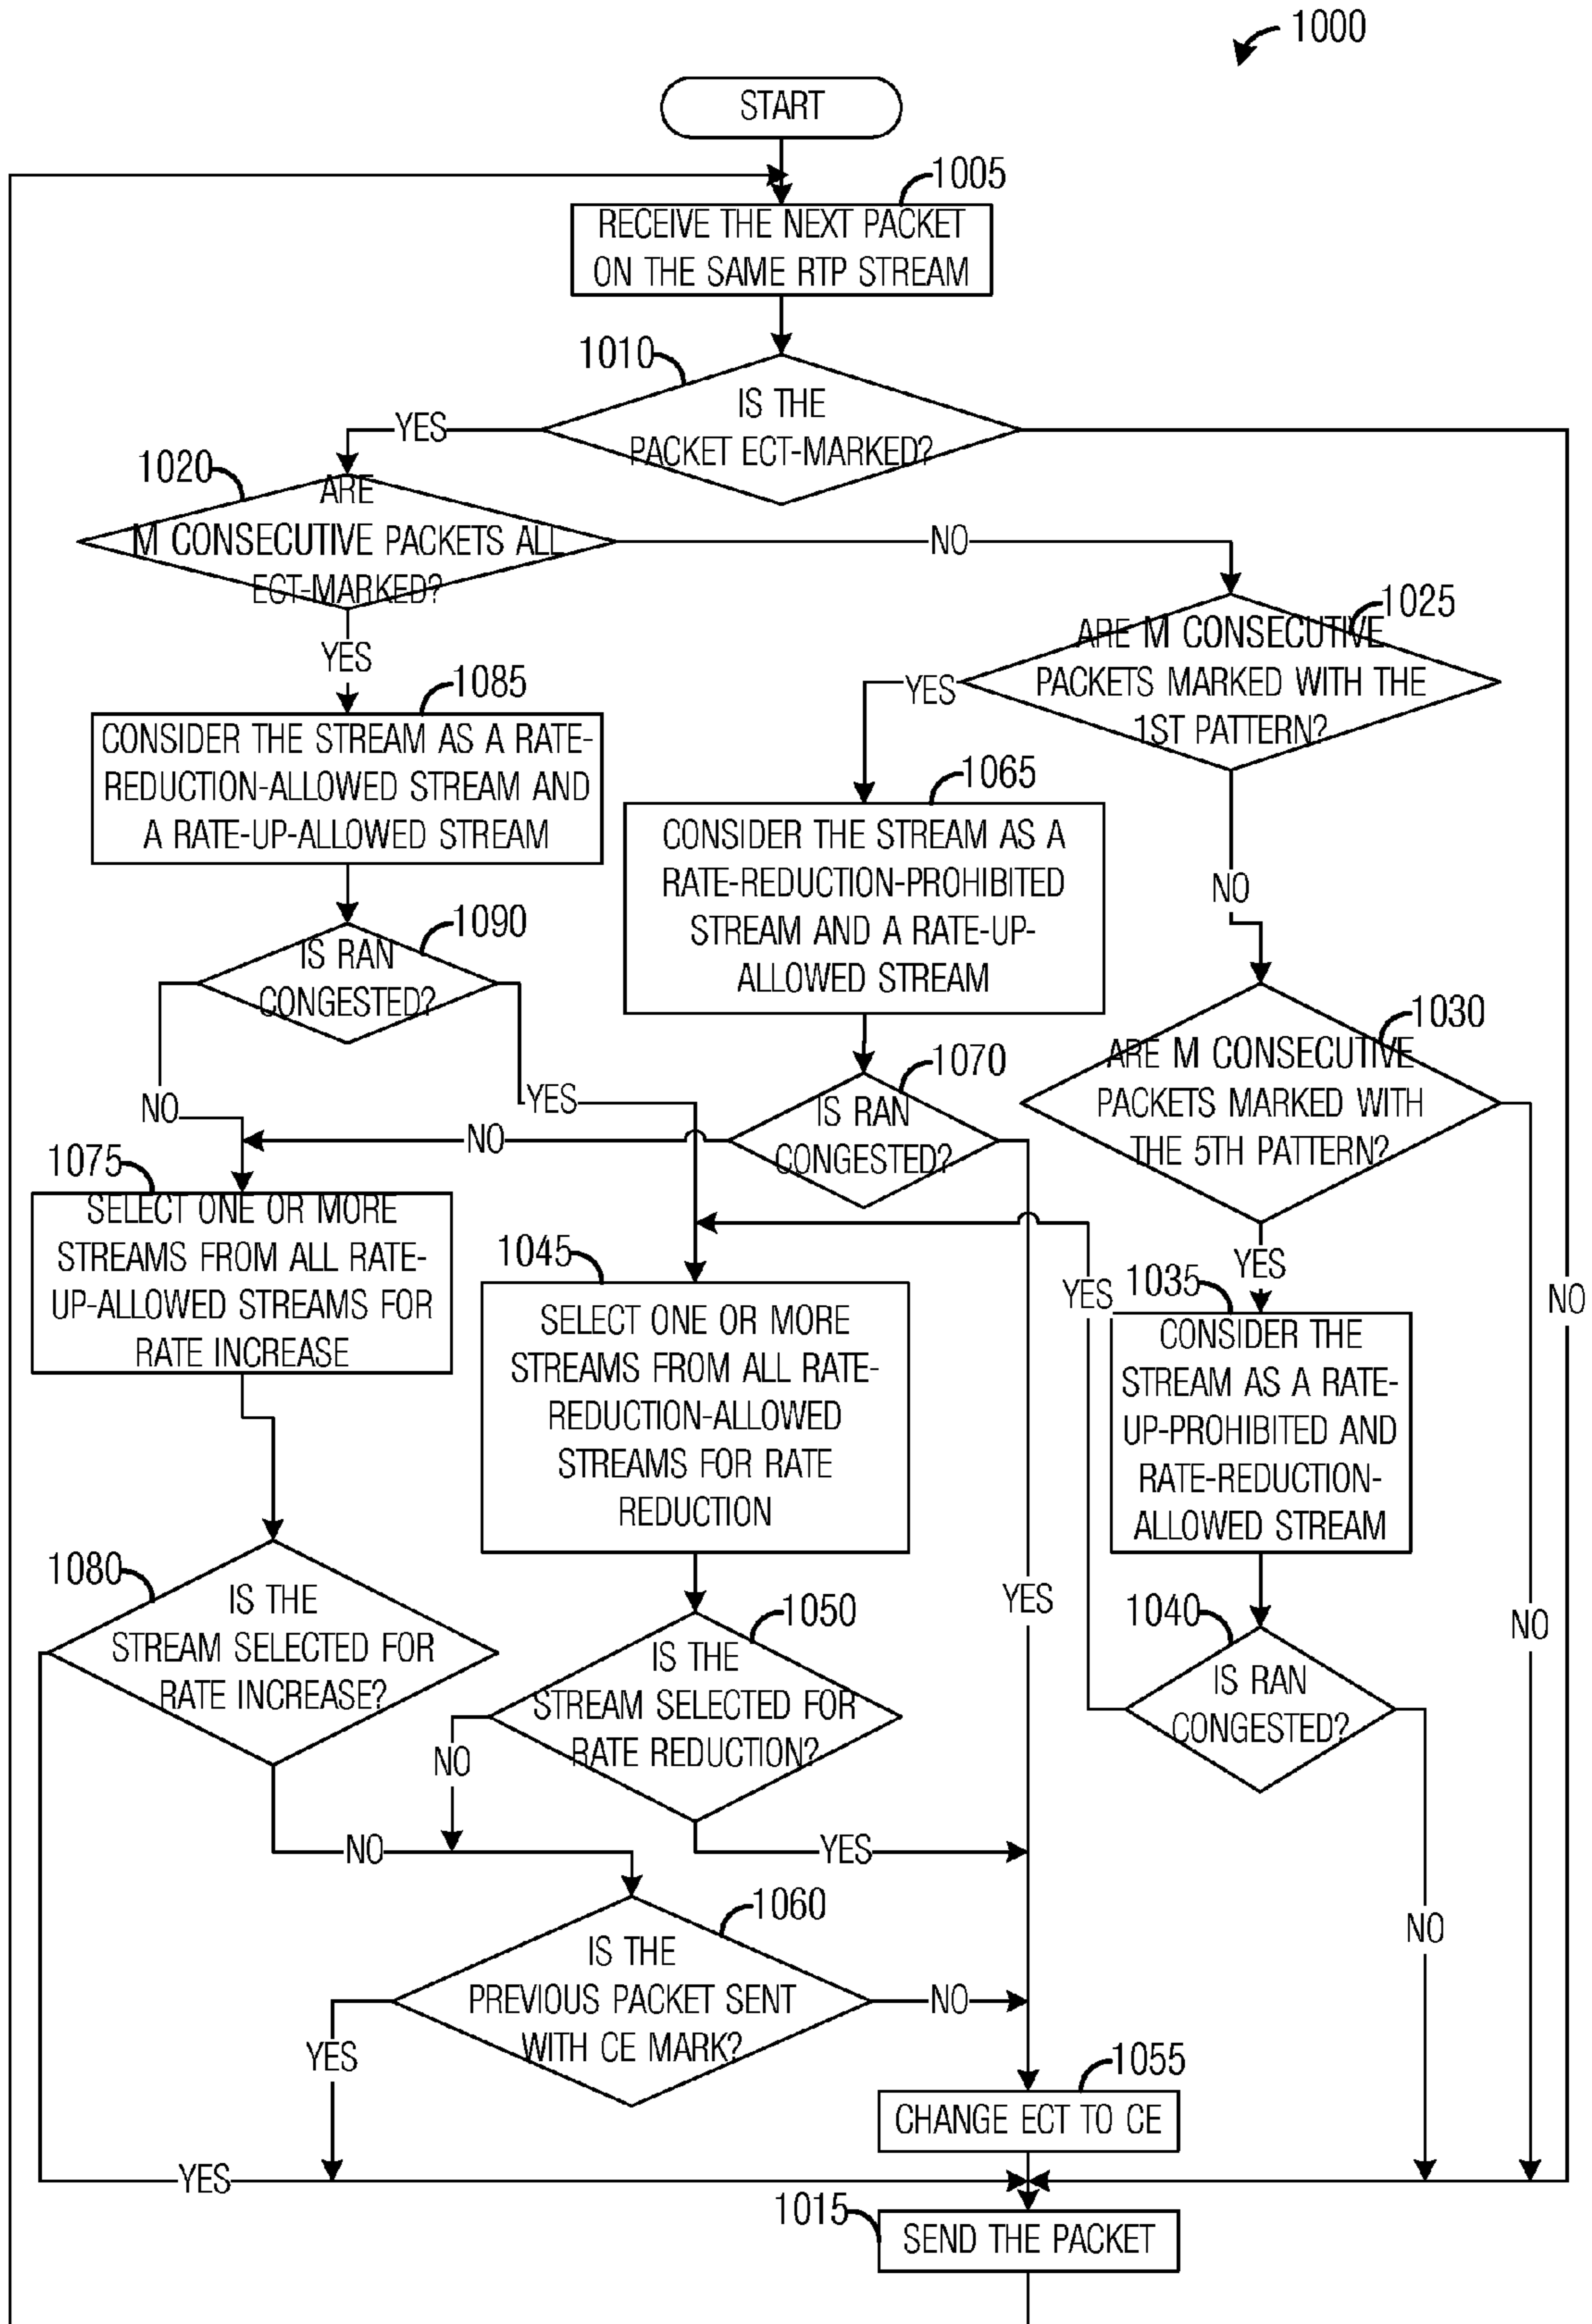 1000
START
1005
RECEIVE THE NEXT PACKET
ON THE SAME RTP STREAM
1010
IS THE
PACKET ECT-MARKED?
YES
1020
ARE
M CONSECUTIVE PACKETS ALL
ECT-MARKED?
NO
1025
ARE M CONSECUTIVE
PACKETS MARKED WITH THE
1ST PATTERN?
YES
YES
1085
CONSIDER THE STREAM AS A RATE-
REDUCTION-ALLOWED STREAM AND
A RATE-UP-ALLOWED STREAM
1065
CONSIDER THE STREAM AS A
RATE-REDUCTION-PROHIBITED
STREAM AND A RATE-UP-
ALLOWED STREAM
NO
1090
IS RAN
CONGESTED?
1030
ARE M CONSECUTIVE
PACKETS MARKED WITH
THE 5TH PATTERN?
1070
IS RAN
CONGESTED?
NO
YES
NO
1075
SELECT ONE OR MORE
STREAMS FROM ALL RATE-
UP-ALLOWED STREAMS FOR
RATE INCREASE
1045
SELECT ONE OR MORE
STREAMS FROM ALL RATE-
REDUCTION-ALLOWED
STREAMS FOR RATE
REDUCTION
YES
YES
1035
CONSIDER THE
STREAM AS A RATE-
UP-PROHIBITED AND
RATE-REDUCTION-
ALLOWED STREAM
NO
1080
IS THE
STREAM SELECTED FOR
RATE INCREASE?
1050
IS THE
STREAM SELECTED FOR
RATE REDUCTION?
YES
1040
IS RAN
CONGESTED?
NO
NO
NO
YES
NO
1060
IS THE
PREVIOUS PACKET SENT
WITH CE MARK?
NO
YES
1055
CHANGE ECT TO CE
YES
1015
SEND THE PACKET